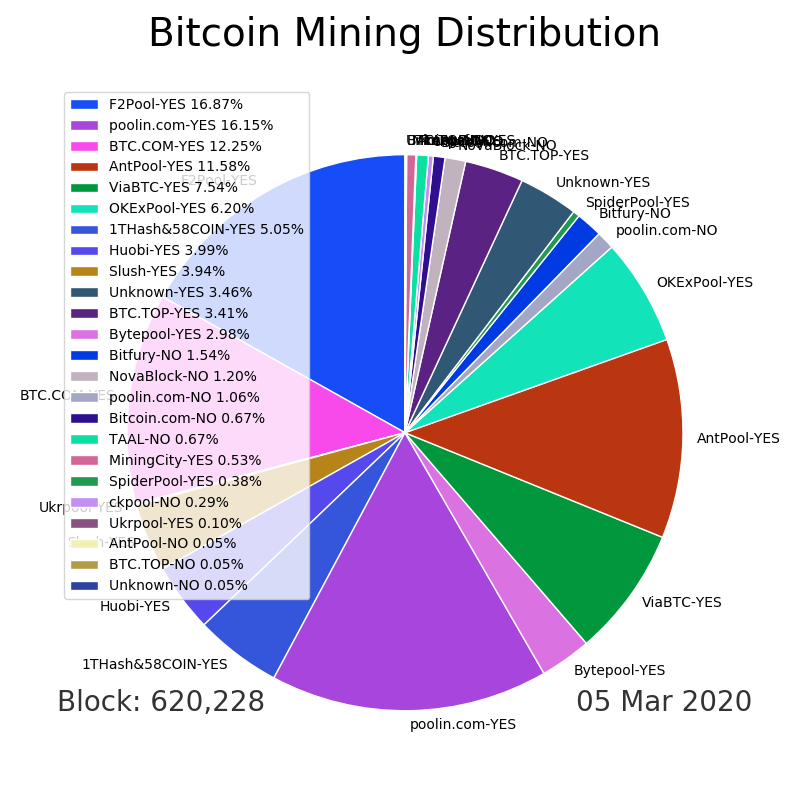 Bitcoin Mining Distribution
F2Pool-YES 16.87%
poolin.com-YES 16.15%
BTC.COM-YES 12.25%
AntPool-YES 11.58%
ViaBTC-YES 7.54%
OKExPool-YES 6.20%
1THash&58COIN-YES 5.05%
Huobi-YES 3.99%
Slush-YES 3.94%
Unknown-YES 3.46%
BTC.TOP-YES 3.41%
Bytepool-YES 2.98%
Bitfury-NO 1.54%
NovaBlock-NO 1.20%
poolin.com-NO 1.06%
Bitcoin.com-NO 0.67%
TAAL-NO 0.67%
MiningCity-YES 0.53%
SpiderPool-YES 0.38%
ckpool-NO 0.29%
Ukrpool-YES 0.10%
AntPool-NO 0.05%
BTC.TOP-NO 0.05%
Unknown-NO 0.05%
F2Pool-YES
BTC.COM-YES
Ukrpool-YES
Slush-YES
Huobi-YES
1THash&58COIN-YES
poolin.com-YES
Bytepool-YES
ViaBTC-YES
AntPool-YES
OKExPool-YES
poolin.com-NO
Bitfury-NO
SpiderPool-YES
Unknown-YES
BTC.TOP-YES
NovaBlock-NO
Block: 620,228
05 Mar 2020